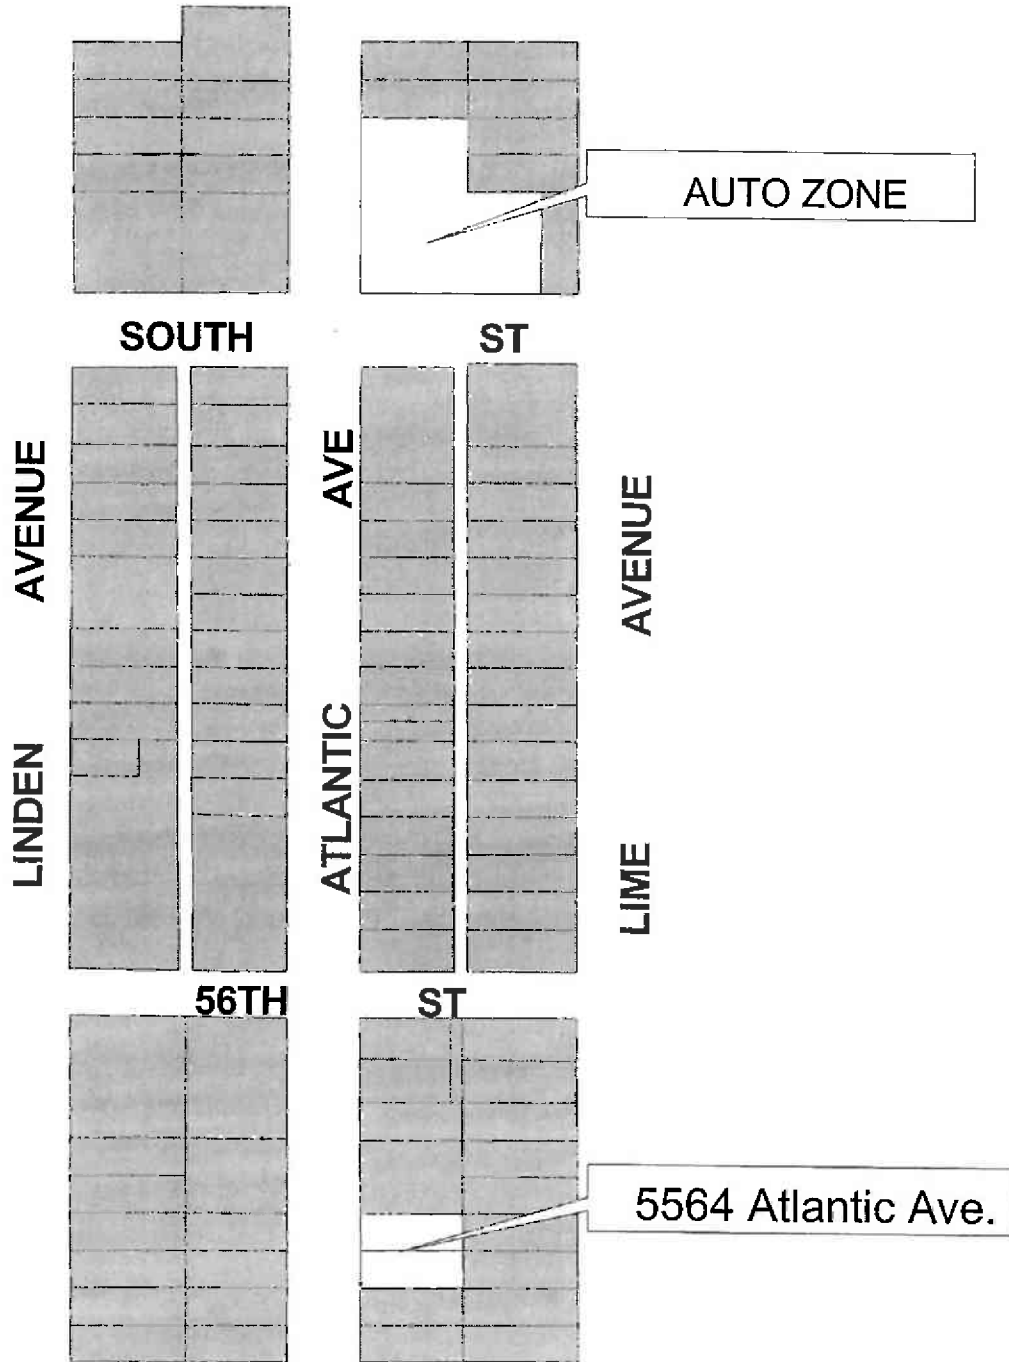 AUTO ZONE
SOUTH ST
LINDEN AVENUE
ATLANTIC AVE
LIME AVENUE
56TH ST
5564 Atlantic Ave.